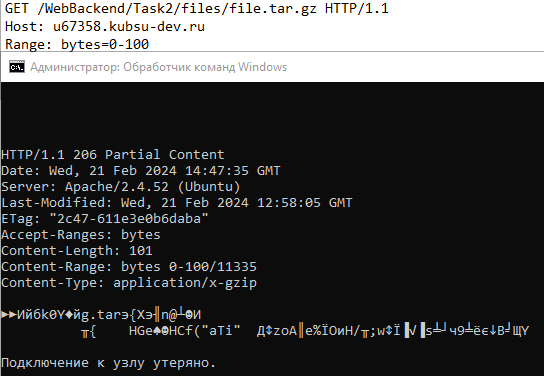 GET /WebBackend/Task2/files/file.tar.gz HTTP/1.1
Host: u67358.kubsu-dev.ru
Range: bytes=0-100
Администратор: Обработчик команд Windows
HTTP/1.1 206 Partial Content
Date: Wed, 21 Feb 2024 14:47:35 GMT
Server: Apache/2.4.52 (Ubuntu)
Last-Modified: Wed, 21 Feb 2024 12:58:05 GMT
ETag: "2c47-611e3e0b6daba"
Accept-Ranges: bytes
Content-Length: 101
Content-Range: bytes 0-100/11335
Content-Type: application/x-gzip
►►Ийбk0Y♦йg.tarэ{Хэ╢n@┴☻И
╥{ HGe♠☻HCf("aTi" Д↕zoA║e%ЇОиН/╥;w↕Ї▐√▐s╩┘ч9╩ёє↓В┘ЩY
Подключение к узлу утеряно.